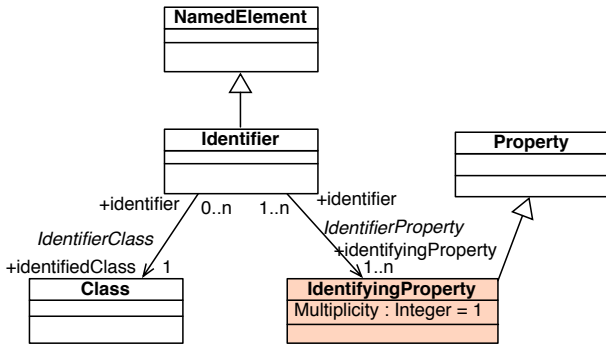 NamedElement
Identifier
Property
+identifier
0..n
1..n
+identifier
IdentifierClass
IdentifierProperty
+identifyingProperty
+identifiedClass
1
1..n
Class
IdentifyingProperty
Multiplicity : Integer = 1